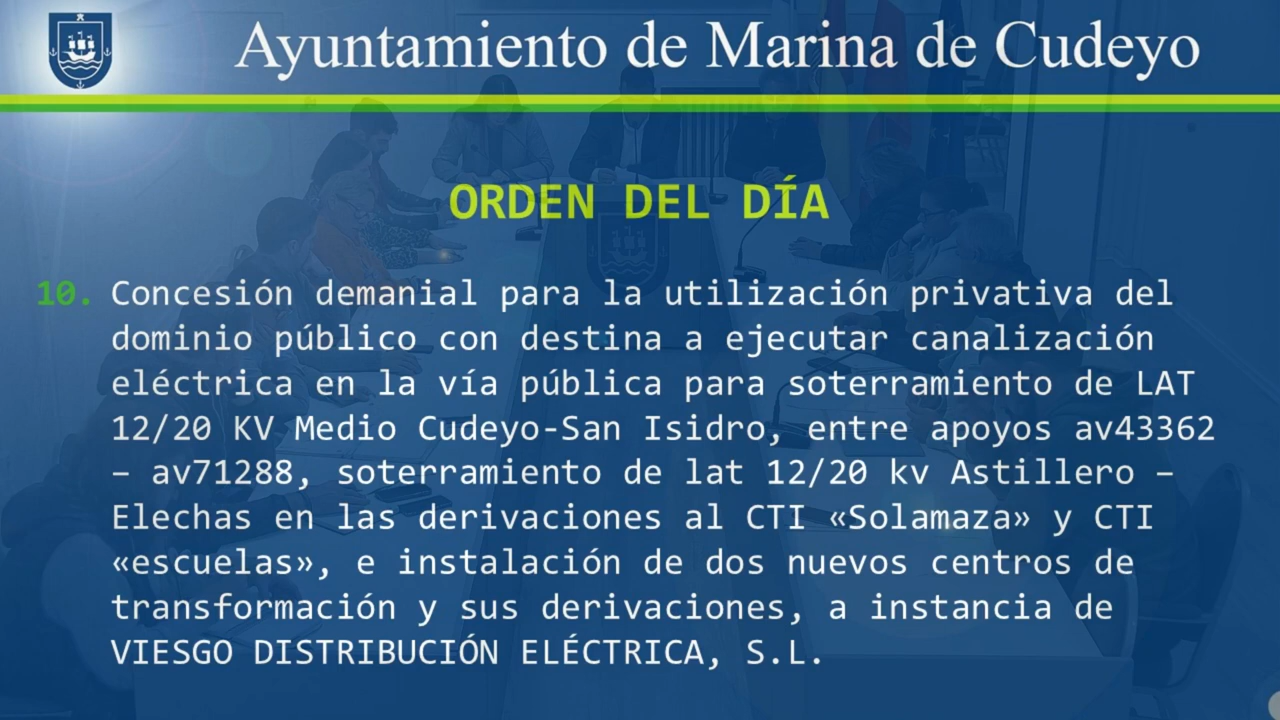 Ayuntamiento de Marina de Cudeyo
ORDEN DEL DÍA
10. Concesión demanial para la utilización privativa del
dominio público con destina a ejecutar canalización
eléctrica en la vía pública para soterramiento de LAT
12/20 KV Medio Cudeyo-San Isidro, entre apoyos av43362
– av71288, soterramiento de lat 12/20 kv Astillero –
Elechas en las derivaciones al CTI «Solamaza» y CTI
«escuelas», e instalación de dos nuevos centros de
transformación y sus derivaciones, a instancia de
VIESGO DISTRIBUCIÓN ELÉCTRICA, S.L.